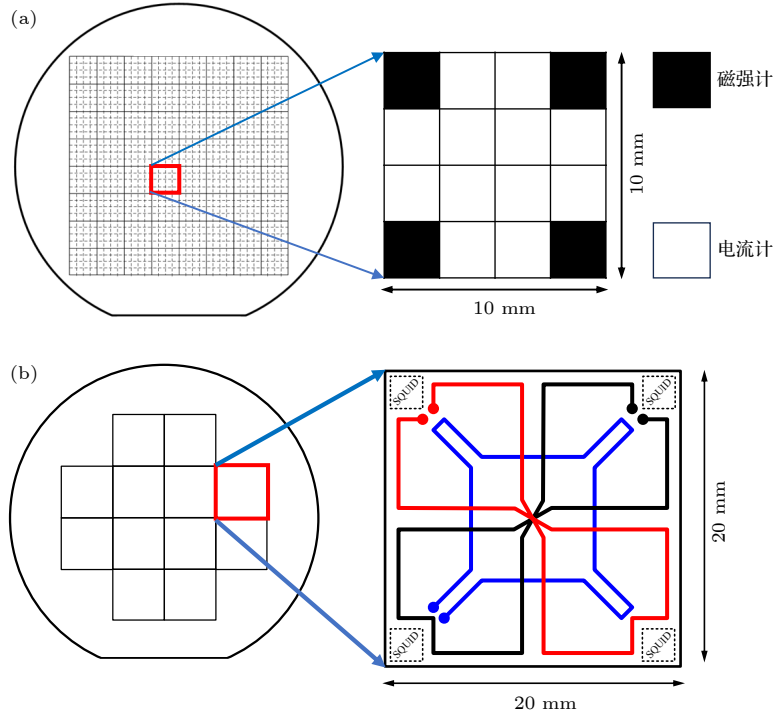 (a)
磁强计
10 mm
电流计
10 mm
(b)
SQUID
SQUID
20 mm
SQUID
SQUID
20 mm